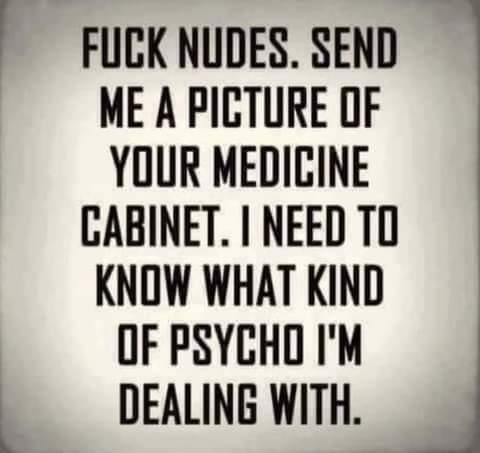 FUCK NUDES. SEND
ME A PICTURE OF
YOUR MEDICINE
CABINET. I NEED TO
KNOW WHAT KIND
OF PSYCHO I'M
DEALING WITH.